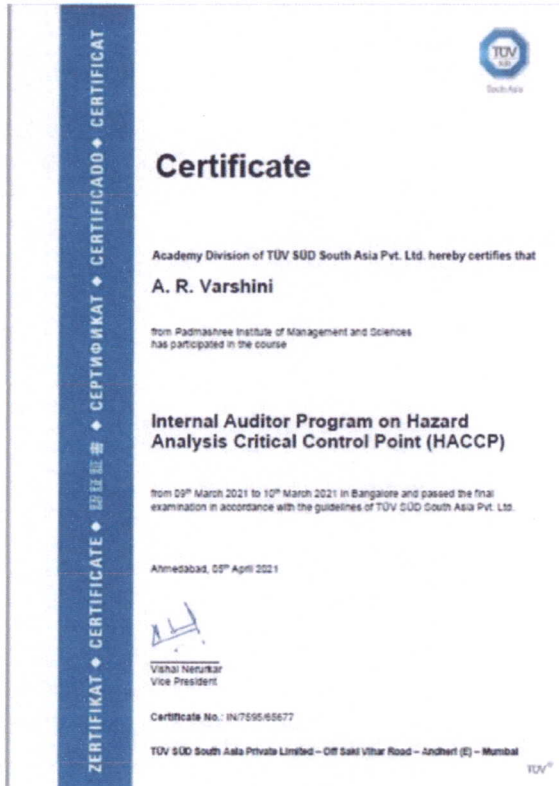 TÜV
SÜD
South Asia
Certificate
Academy Division of TÜV SÜD South Asia Pvt. Ltd. hereby certifies that
A. R. Varshini
from Padmashree Institute of Management and Sciences
has participated in the course
Internal Auditor Program on Hazard
Analysis Critical Control Point (HACCP)
from 09th March 2021 to 10th March 2021 in Bangalore and passed the final
examination in accordance with the guidelines of TÜV SÜD South Asia Pvt. Ltd.
Ahmedabad, 05th April 2021
Vishal Nerurkar
Vice President
Certificate No.: IN/7595/65677
TÜV SÜD South Asia Private Limited – Off Saki Vihar Road – Andheri (E) – Mumbai
TÜV®
ZERTIFIKAT ◆ CERTIFICATE ◆ 認証証書 ◆ СЕРТИФИКАТ ◆ CERTIFICADO ◆ CERTIFICAT